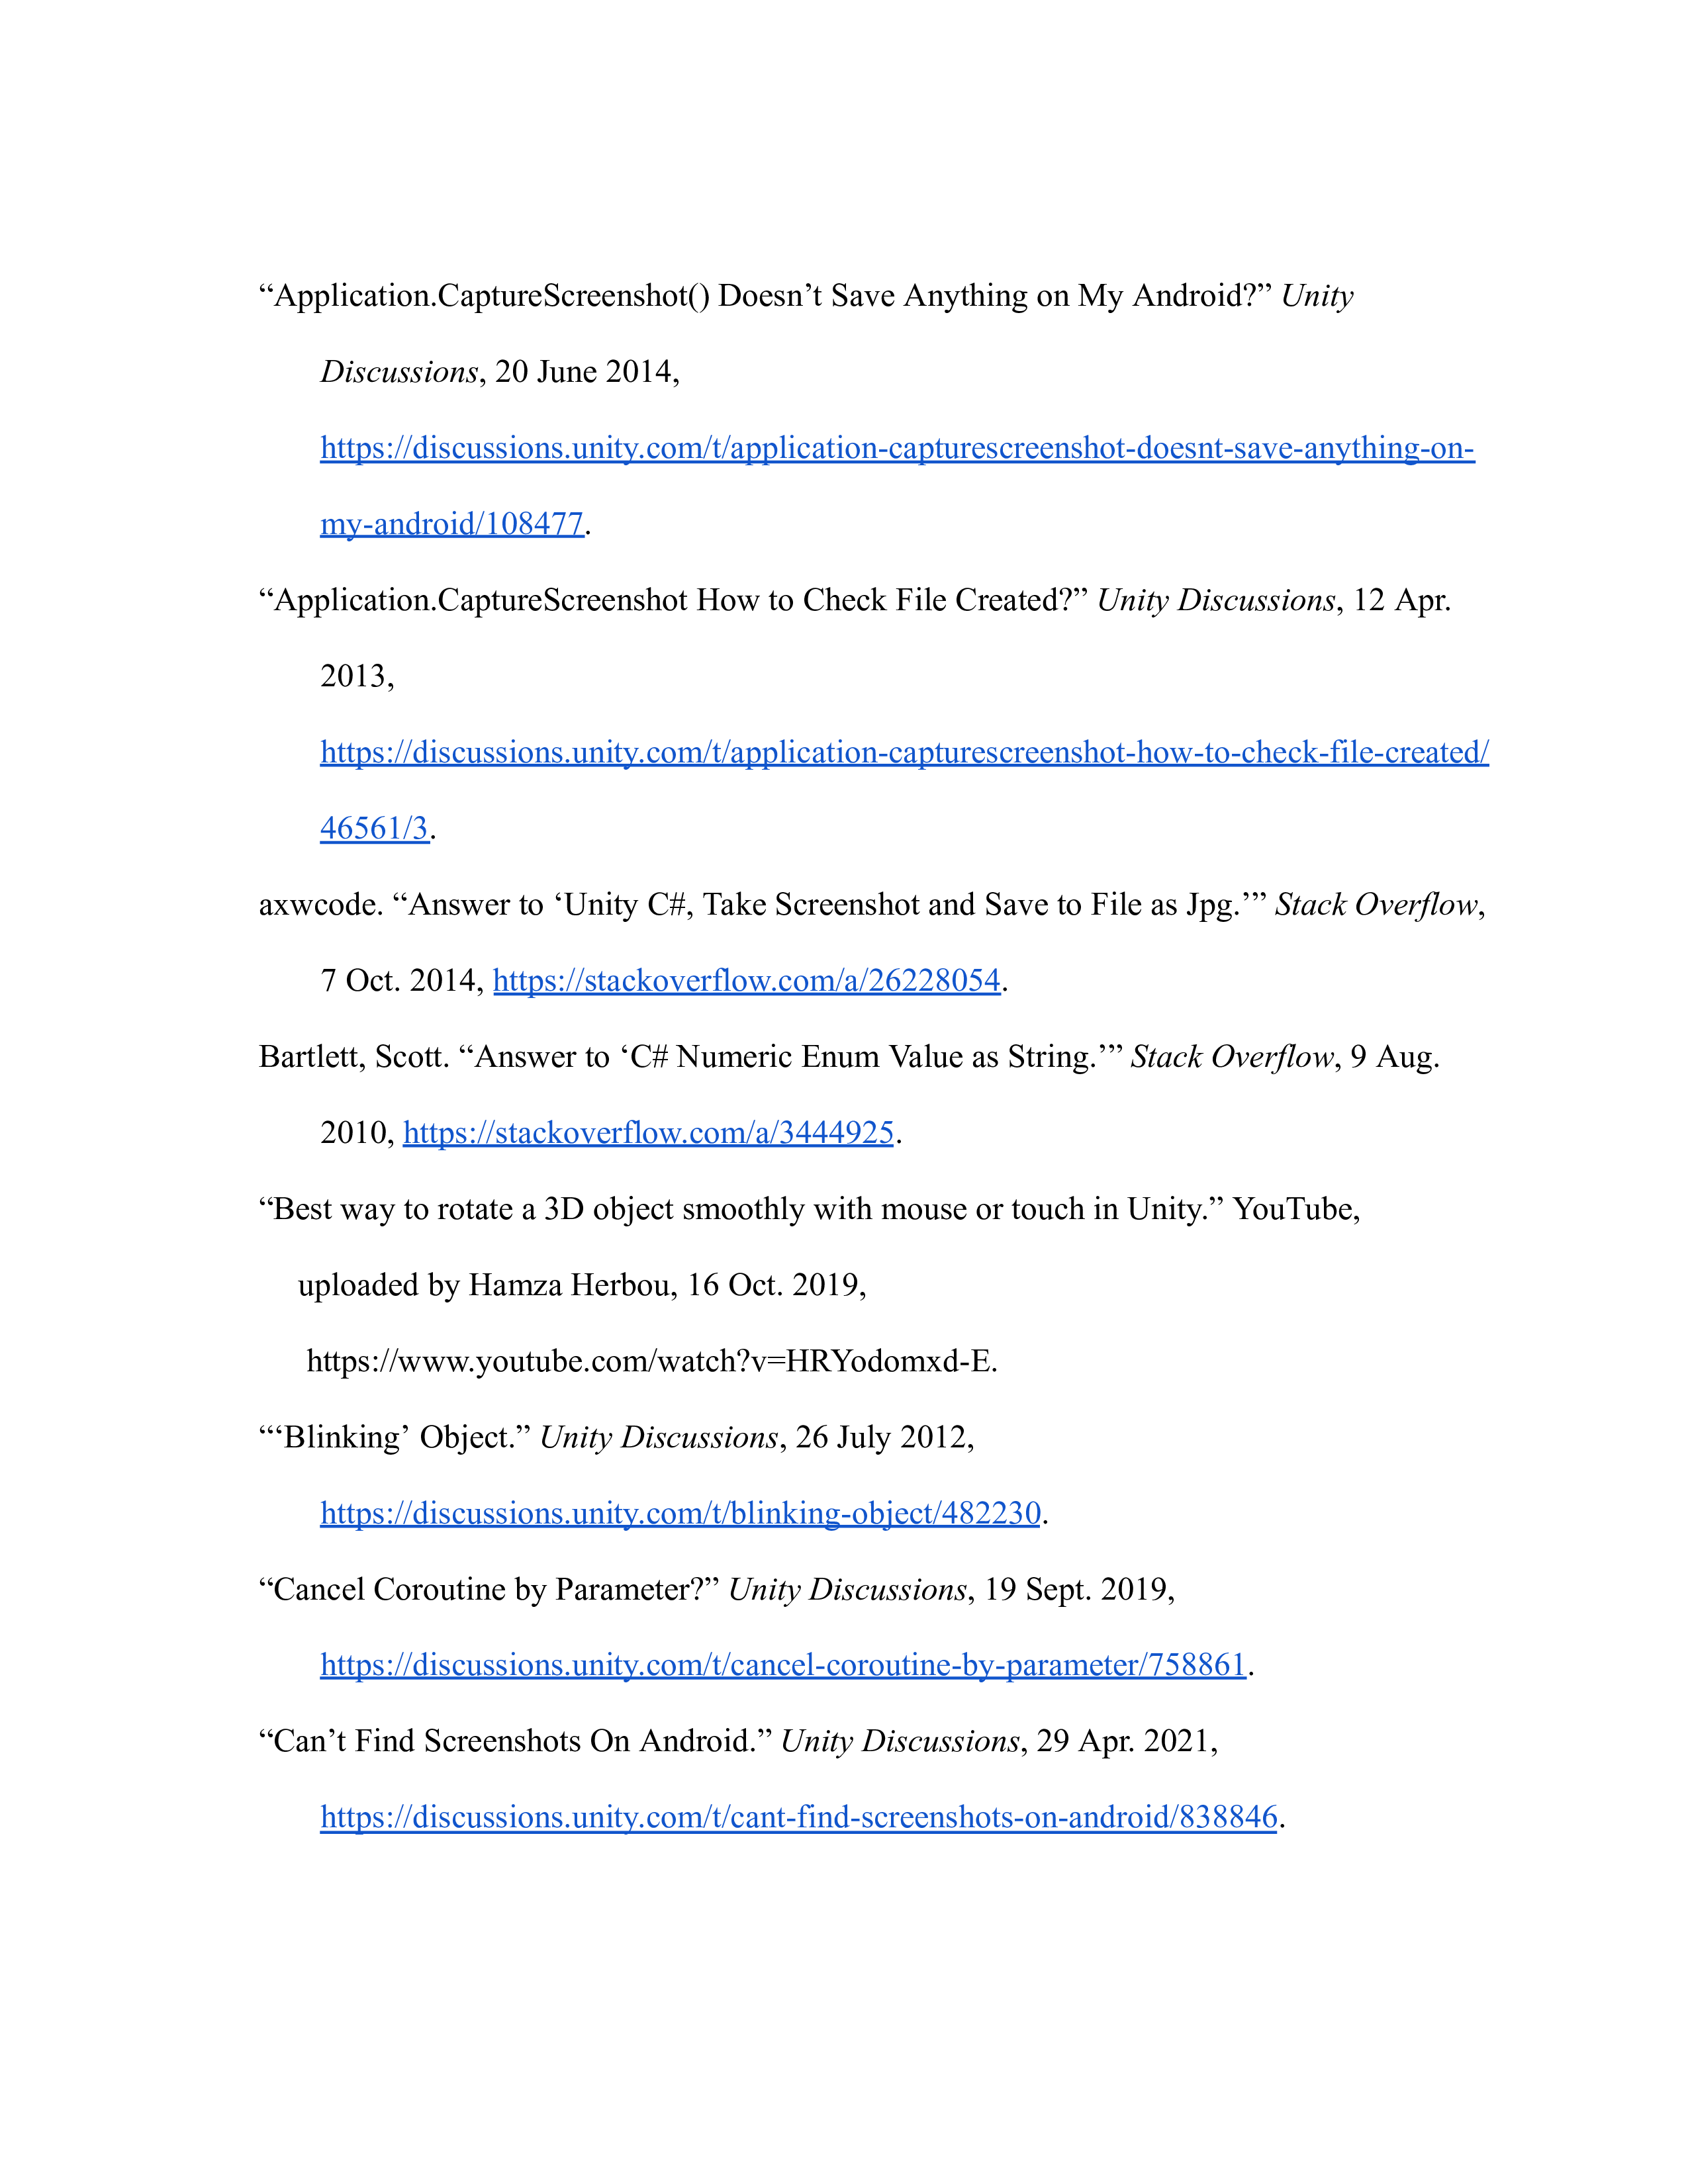 “Application.CaptureScreenshot() Doesn’t Save Anything on My Android?” Unity
Discussions, 20 June 2014,
https://discussions.unity.com/t/application-capturescreenshot-doesnt-save-anything-on-
my-android/108477.
“Application.CaptureScreenshot How to Check File Created?” Unity Discussions, 12 Apr.
2013,
https://discussions.unity.com/t/application-capturescreenshot-how-to-check-file-created/
46561/3.
axwcode. “Answer to ‘Unity C#, Take Screenshot and Save to File as Jpg.’” Stack Overflow,
7 Oct. 2014, https://stackoverflow.com/a/26228054.
Bartlett, Scott. “Answer to ‘C# Numeric Enum Value as String.’” Stack Overflow, 9 Aug.
2010, https://stackoverflow.com/a/3444925.
“Best way to rotate a 3D object smoothly with mouse or touch in Unity.” YouTube,
uploaded by Hamza Herbou, 16 Oct. 2019,
https://www.youtube.com/watch?v=HRYodomxd-E.
“‘Blinking’ Object.” Unity Discussions, 26 July 2012,
https://discussions.unity.com/t/blinking-object/482230.
“Cancel Coroutine by Parameter?” Unity Discussions, 19 Sept. 2019,
https://discussions.unity.com/t/cancel-coroutine-by-parameter/758861.
“Can’t Find Screenshots On Android.” Unity Discussions, 29 Apr. 2021,
https://discussions.unity.com/t/cant-find-screenshots-on-android/838846.